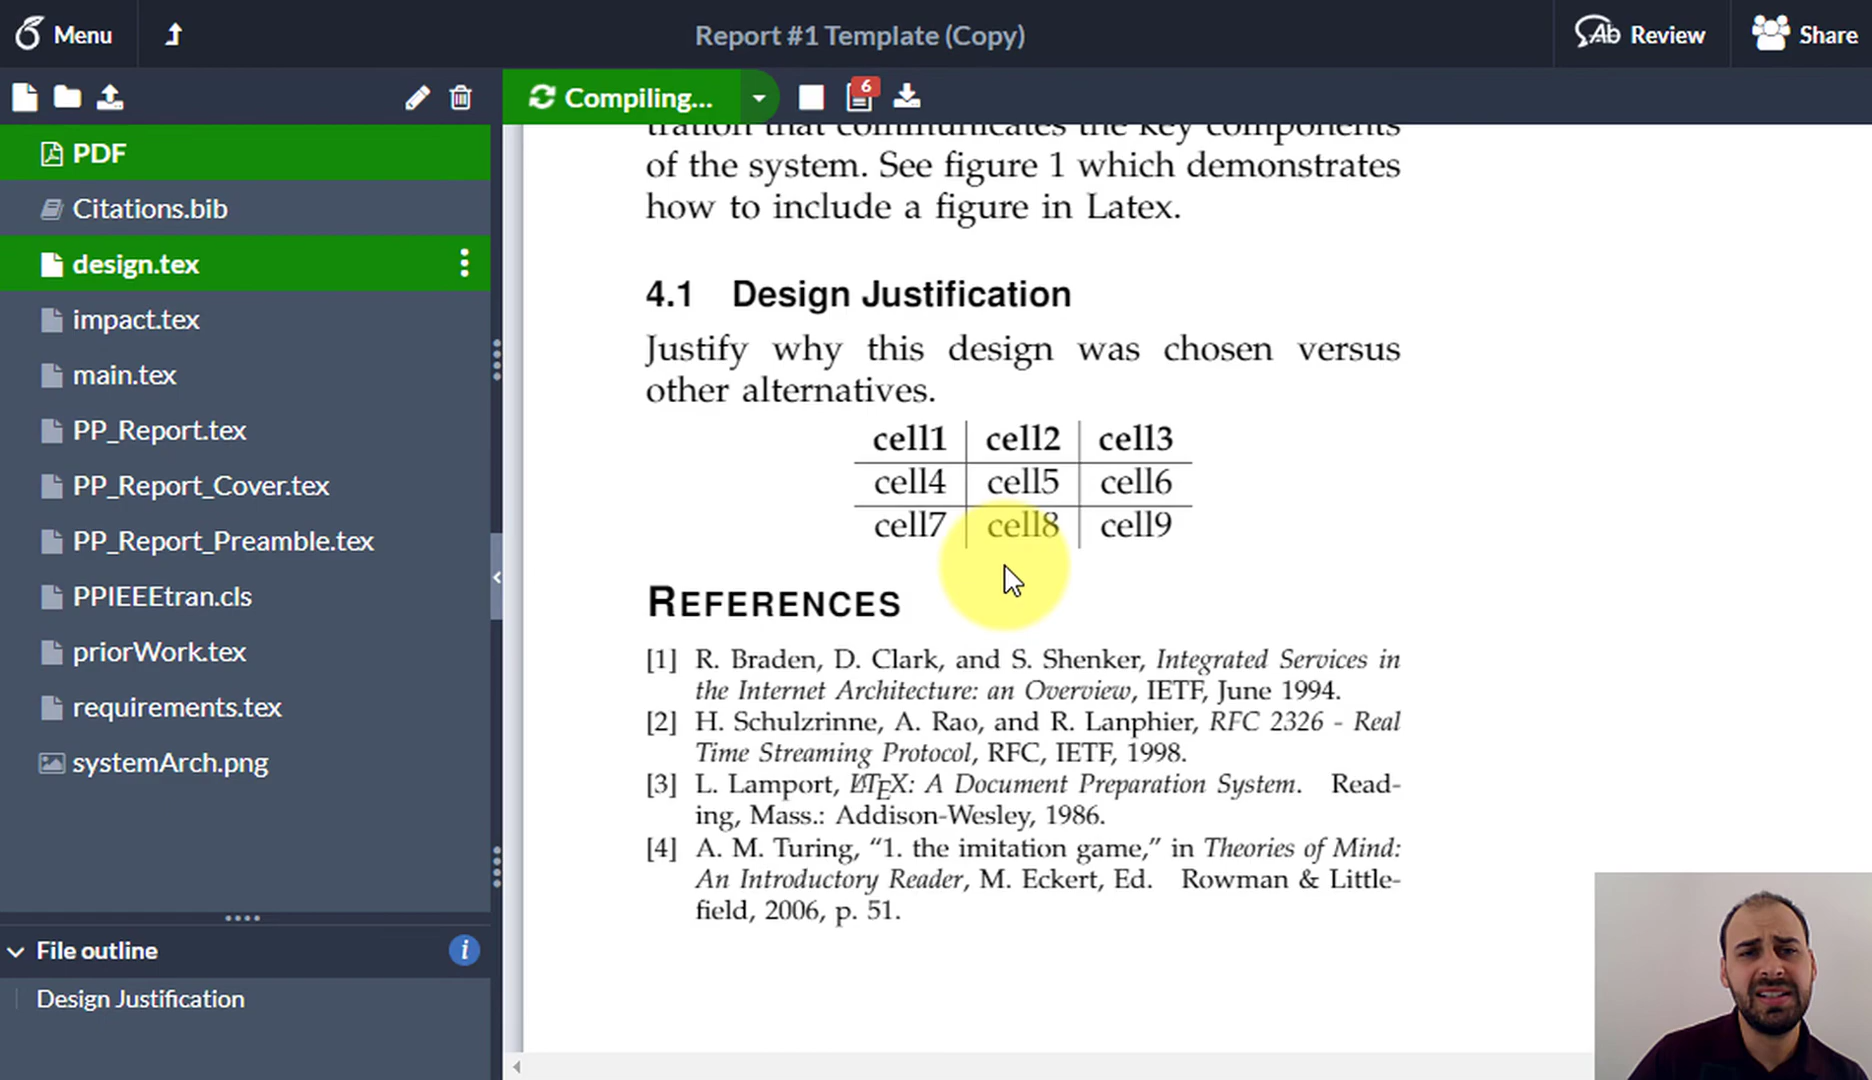 Menu
Report #1 Template (Copy)
Review
Share
Compiling...
6
PDF
Citations.bib
design.tex
impact.tex
main.tex
PP_Report.tex
PP_Report_Cover.tex
PP_Report_Preamble.tex
PPIEEEtran.cls
priorWork.tex
requirements.tex
systemArch.png
File outline
Design Justification
tration that communicates the key components
of the system. See figure 1 which demonstrates
how to include a figure in Latex.
4.1 Design Justification
Justify why this design was chosen versus
other alternatives.
cell1 cell2 cell3
cell4 cell5 cell6
cell7 cell8 cell9
REFERENCES
[1] R. Braden, D. Clark, and S. Shenker, Integrated Services in
the Internet Architecture: an Overview, IETF, June 1994.
[2] H. Schulzrinne, A. Rao, and R. Lanphier, RFC 2326 - Real
Time Streaming Protocol, RFC, IETF, 1998.
[3] L. Lamport, LATEX: A Document Preparation System. Read-
ing, Mass.: Addison-Wesley, 1986.
[4] A. M. Turing, “1. the imitation game,” in Theories of Mind:
An Introductory Reader, M. Eckert, Ed. Rowman & Little-
field, 2006, p. 51.